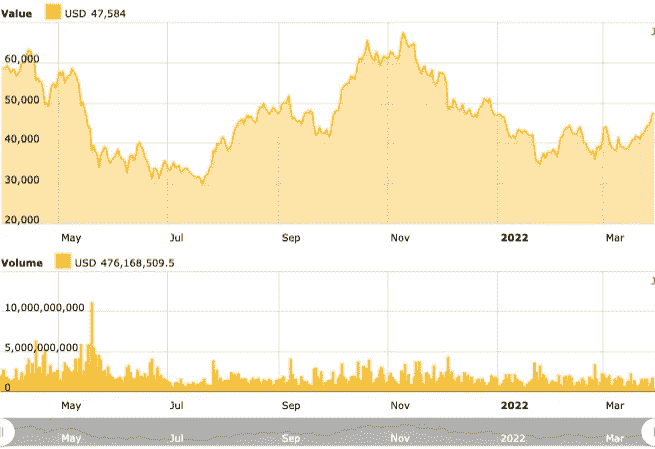 Value USD 47,584
60,000
50,000
40,000
30,000
20,000
May Jul Sep Nov 2022 Mar
Volume USD 476,168,509.5
10,000,000,000
5,000,000,000
0
May Jul Sep Nov 2022 Mar
May Jul Sep Nov 2022 Mar